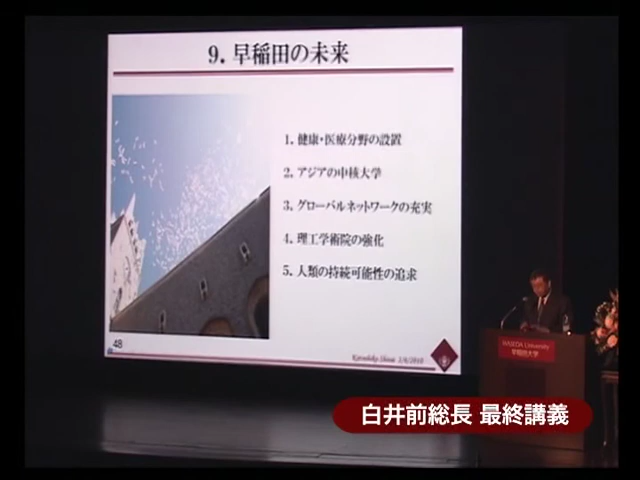 9. 早稲田の未来
1. 健康・医療分野の設置
2. アジアの中核大学
3. グローバルネットワークの充実
4. 理工学術院の強化
5. 人類の持続可能性の追求
48
Katsuhiko Shirai 2/8/2010
WASEDA University
早稲田大学
白井前総長 最終講義